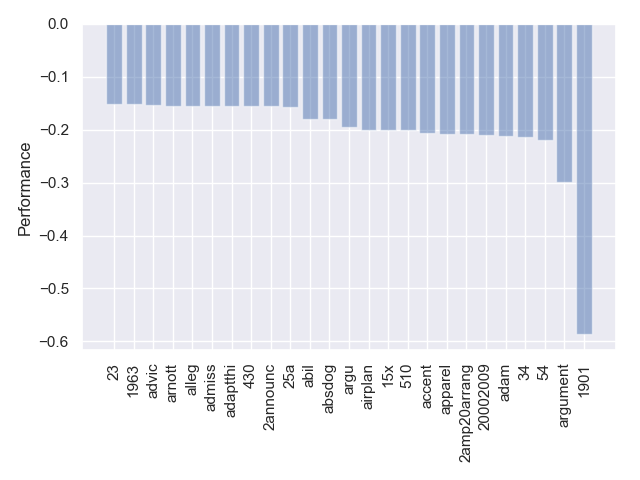 0.0
−0.1
−0.2
−0.3
−0.4
−0.5
−0.6
Performance
23
1963
advic
arnott
alleg
admiss
adaptthi
430
2announc
25a
abil
absdog
argu
airplan
15x
510
accent
apparel
2amp20arrang
20002009
adam
34
54
argument
1901